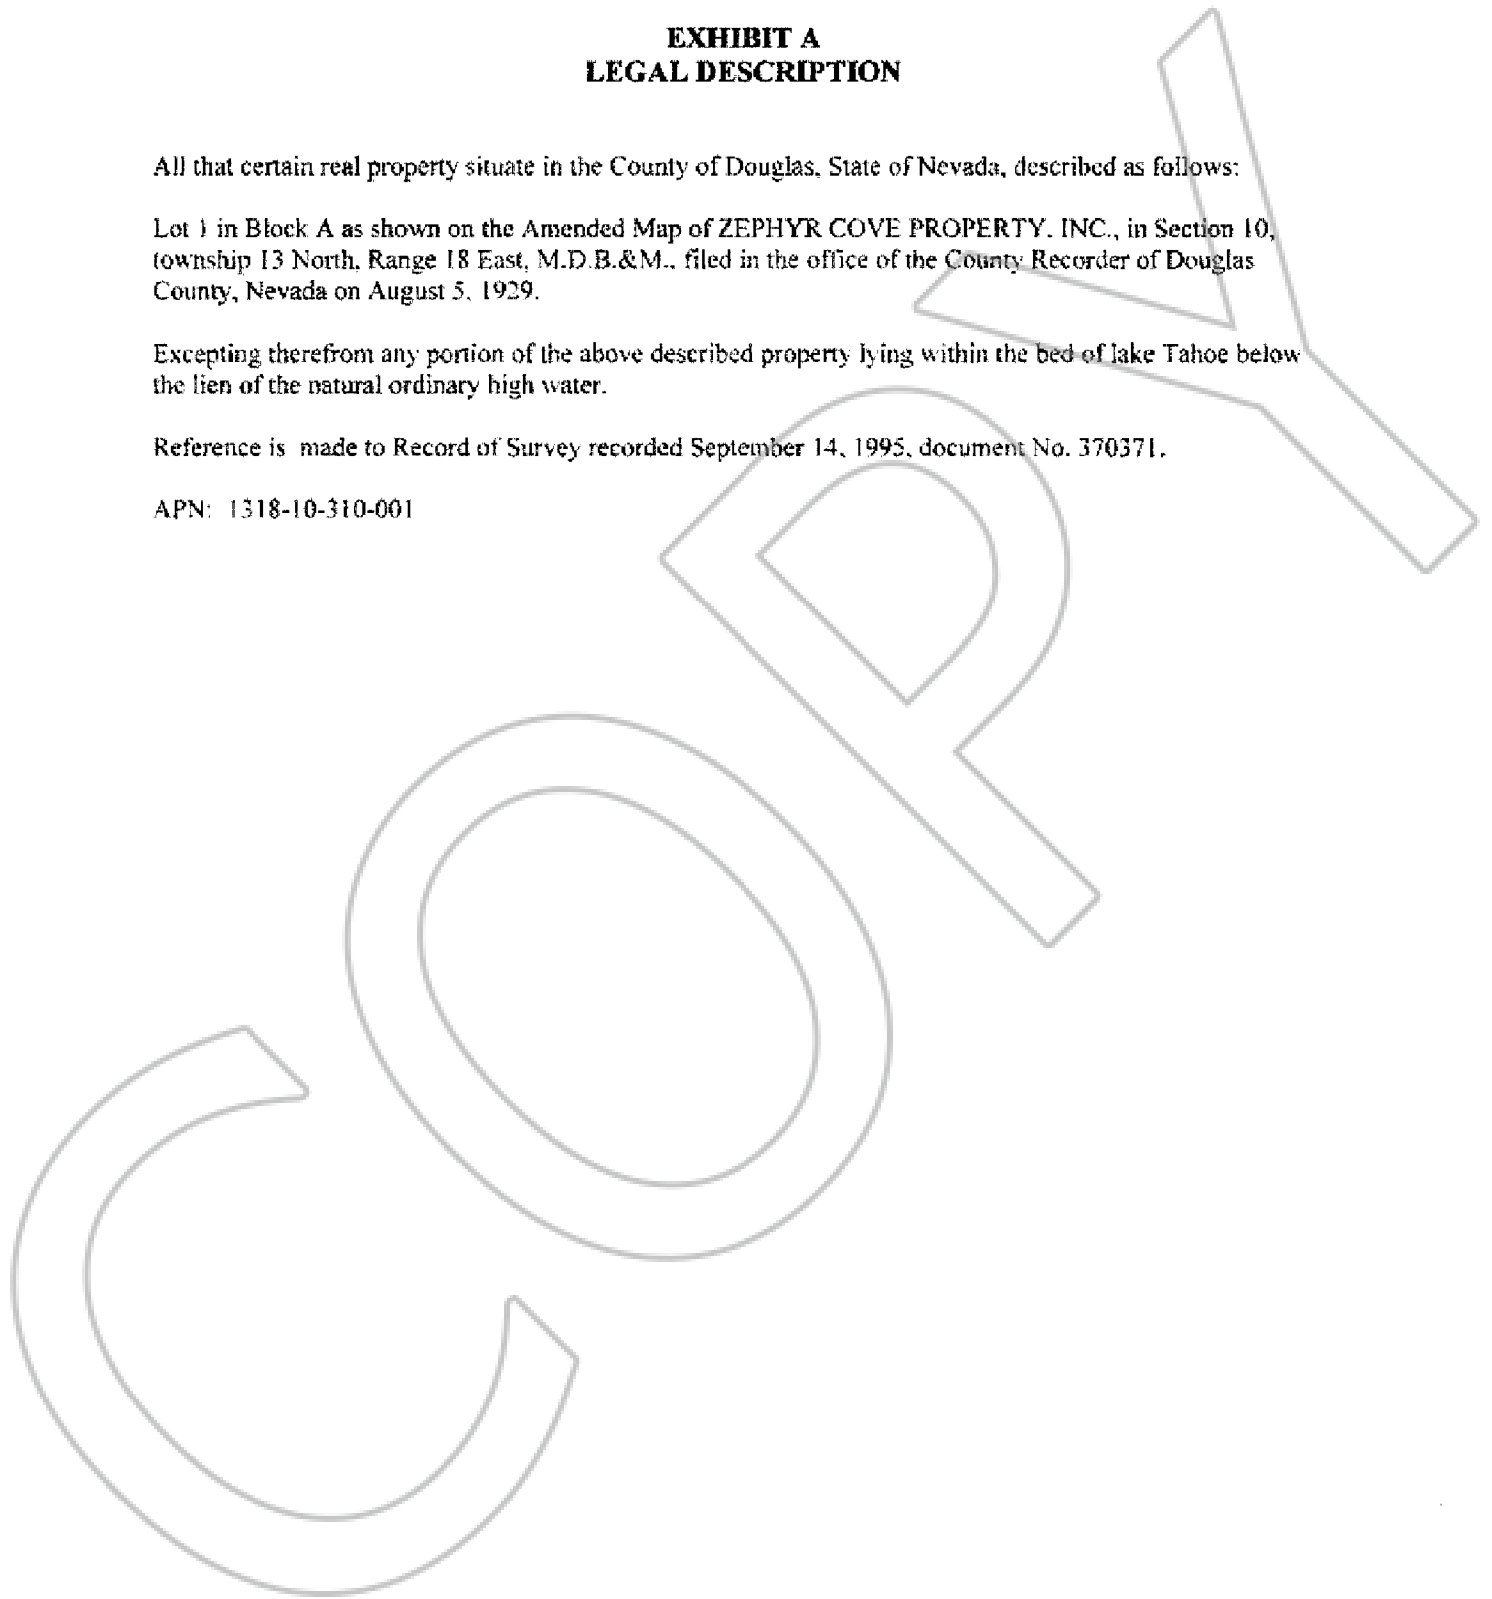 EXHIBIT A
LEGAL DESCRIPTION
All that certain real property situate in the County of Douglas, State of Nevada, described as follows:
Lot 1 in Block A as shown on the Amended Map of ZEPHYR COVE PROPERTY. INC., in Section 10,
township 13 North, Range 18 East, M.D.B.&M., filed in the office of the County Recorder of Douglas
County, Nevada on August 5, 1929.
Excepting therefrom any portion of the above described property lying within the bed of lake Tahoe below
the lien of the natural ordinary high water.
Reference is made to Record of Survey recorded September 14, 1995, document No. 370371.
APN: 1318-10-310-001
COPY